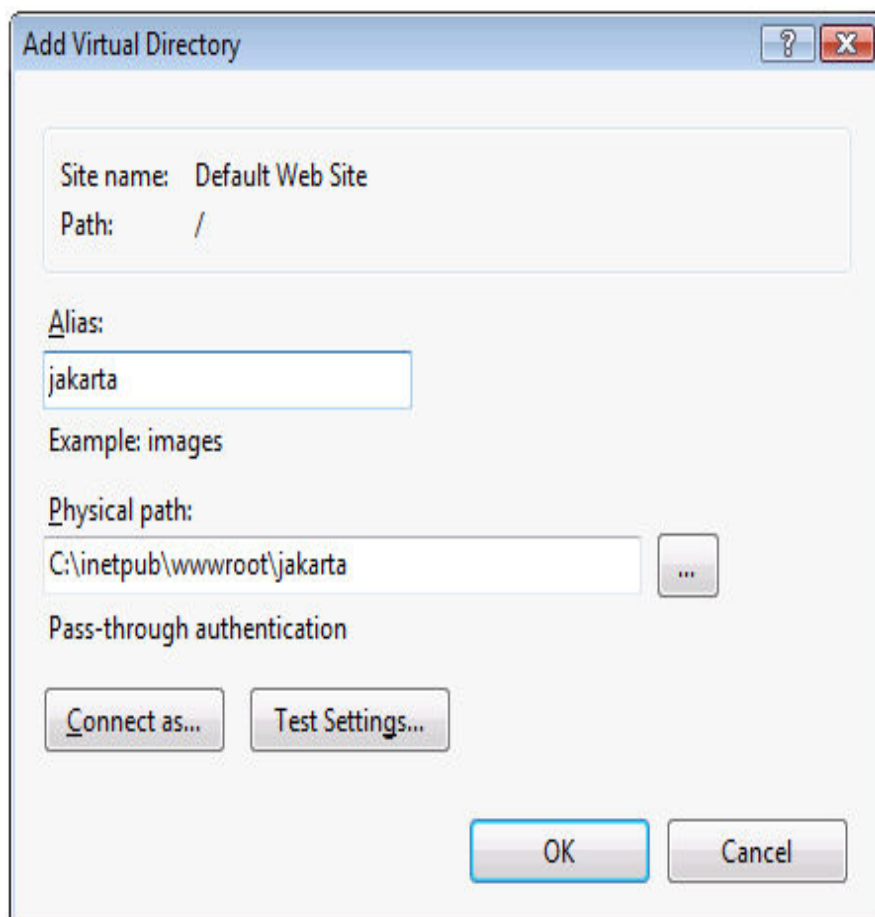 Add Virtual Directory
Site name: Default Web Site
Path: /
Alias:
jakarta
Example: images
Physical path:
C:\inetpub\wwwroot\jakarta
...
Pass-through authentication
Connect as... Test Settings...
OK Cancel